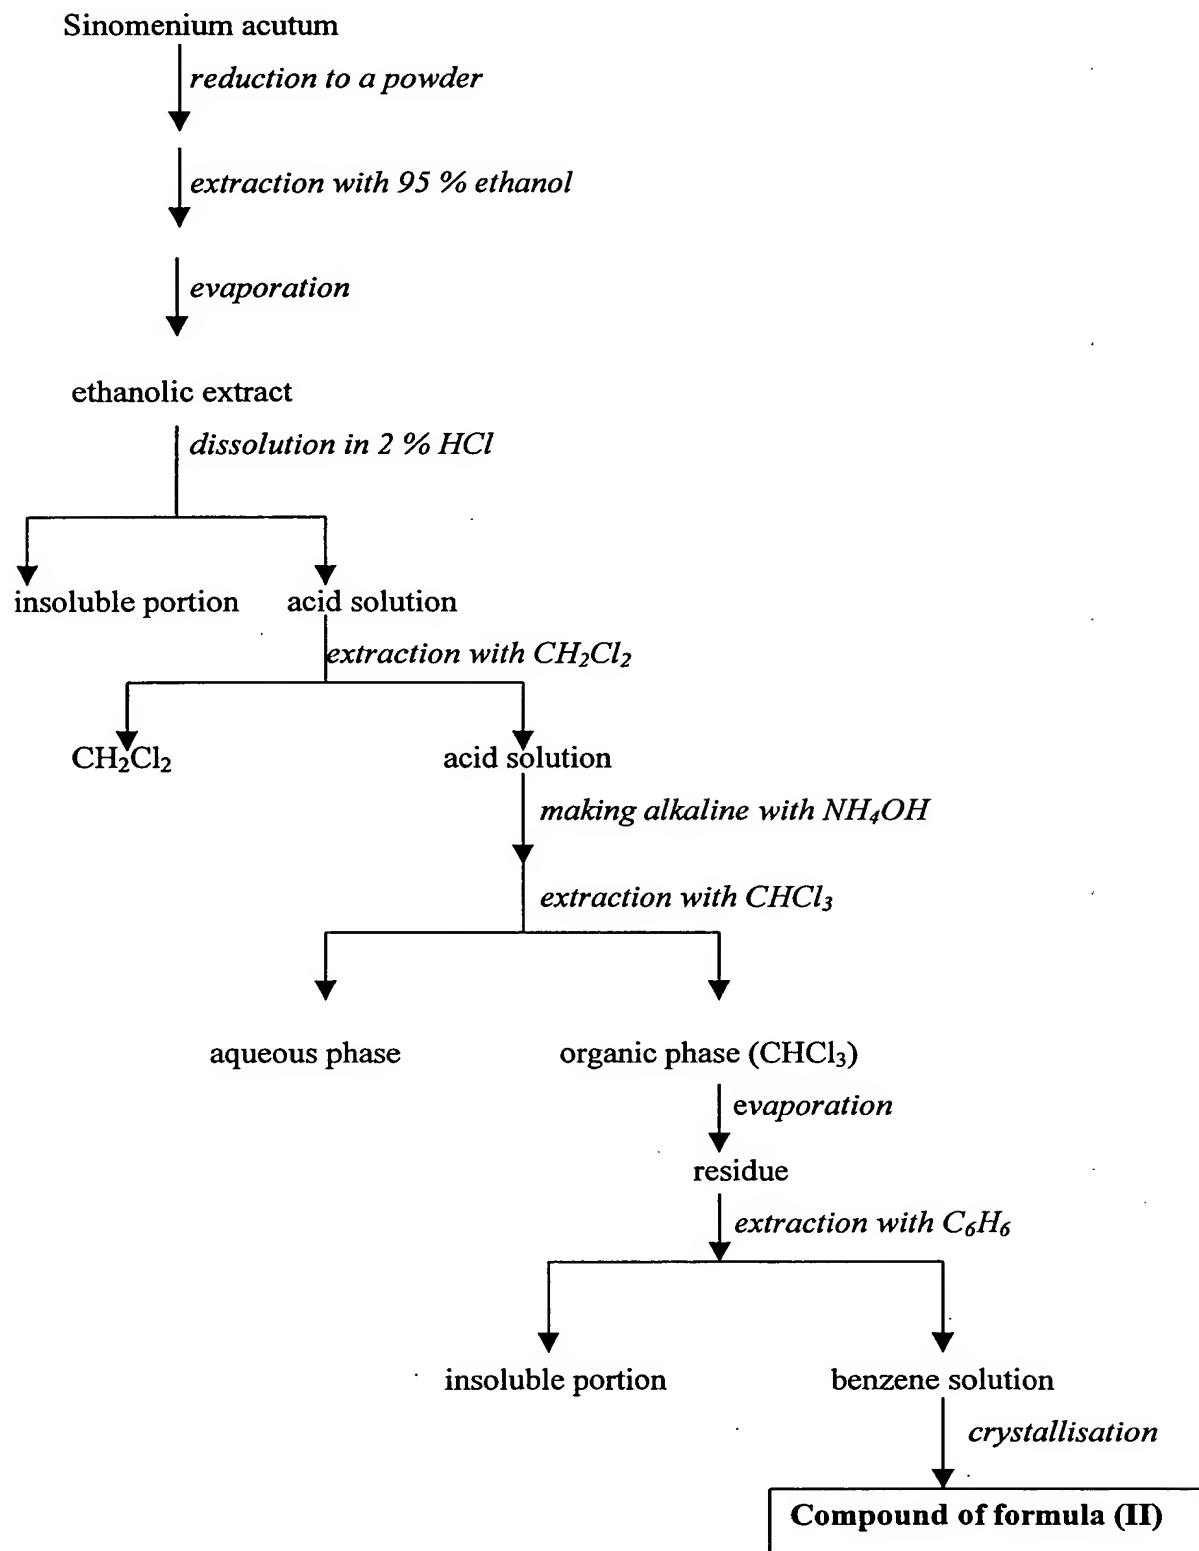 Sinomenium acutum
reduction to a powder
extraction with 95 % ethanol
evaporation
ethanolic extract
dissolution in 2 % HCl
insoluble portion acid solution
extraction with CH₂Cl₂
CH₂Cl₂ acid solution
making alkaline with NH₄OH
extraction with CHCl₃
aqueous phase organic phase (CHCl₃)
evaporation
residue
extraction with C₆H₆
insoluble portion benzene solution
crystallisation
Compound of formula (II)